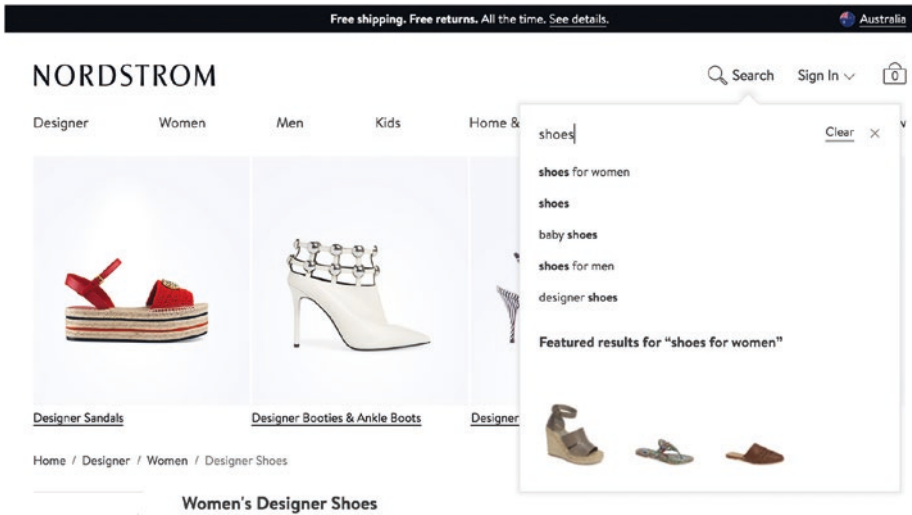 Free shipping. Free returns. All the time. See details.
Australia
NORDSTROM
Search
Sign In
0
Designer
Women
Men
Kids
Home &
shoes
Clear
shoes for women
shoes
baby shoes
shoes for men
designer shoes
Featured results for “shoes for women”
Designer Sandals
Designer Booties & Ankle Boots
Designer
Home / Designer / Women / Designer Shoes
Women's Designer Shoes